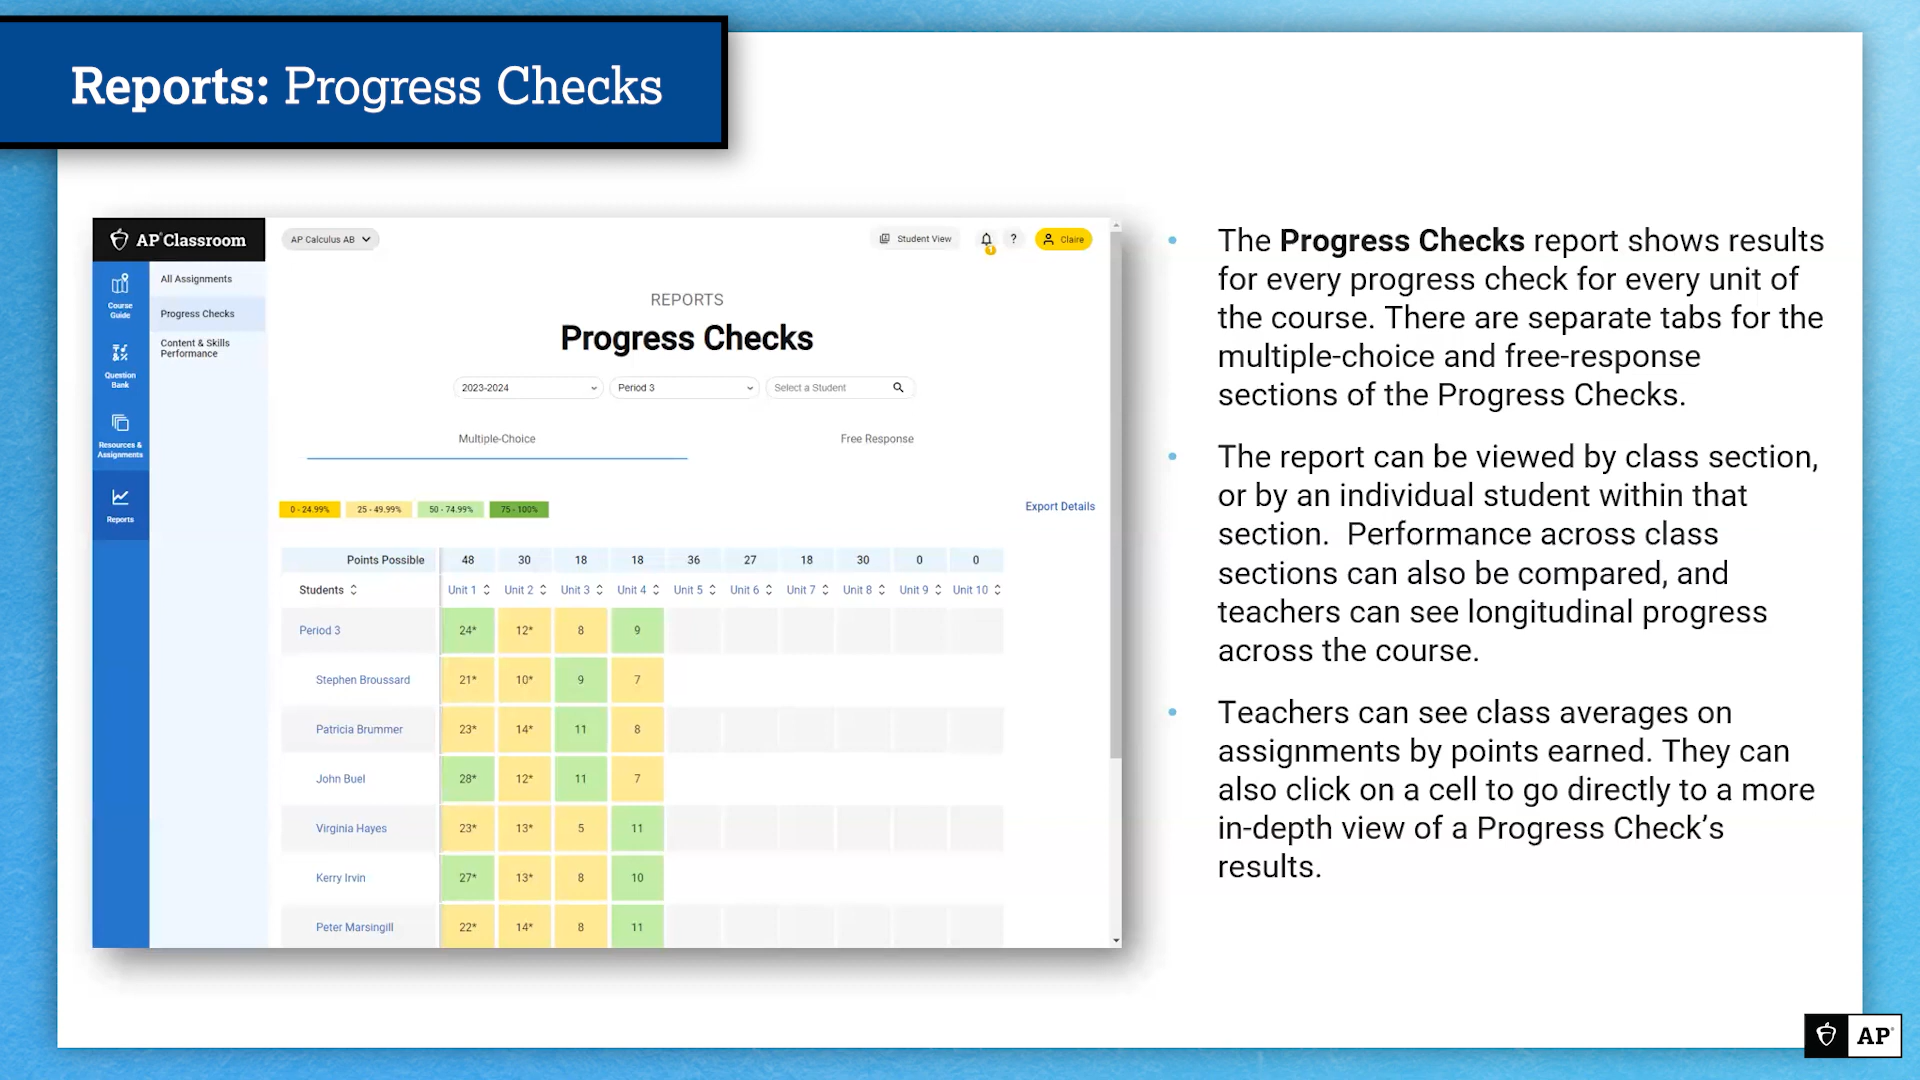 Reports: Progress Checks
AP Classroom
AP Calculus AB
Student View
1
?
Claire
Course
Guide
Question
Bank
Resources &
Assignments
Reports
All Assignments
Progress Checks
Content & Skills
Performance
REPORTS
Progress Checks
2023-2024
Period 3
Select a Student
Multiple-Choice
Free Response
0 - 24.99% 25 - 49.99% 50 - 74.99% 75 - 100%
Export Details
Points Possible 48 30 18 18 36 27 18 30 0 0
Students Unit 1 Unit 2 Unit 3 Unit 4 Unit 5 Unit 6 Unit 7 Unit 8 Unit 9 Unit 10
Period 3 24* 12* 8 9
Stephen Broussard 21* 10* 9 7
Patricia Brummer 23* 14* 11 8
John Buel 28* 12* 11 7
Virginia Hayes 23* 13* 5 11
Kerry Irvin 27* 13* 8 10
Peter Marsingill 22* 14* 8 11
• The Progress Checks report shows results
for every progress check for every unit of
the course. There are separate tabs for the
multiple-choice and free-response
sections of the Progress Checks.
• The report can be viewed by class section,
or by an individual student within that
section. Performance across class
sections can also be compared, and
teachers can see longitudinal progress
across the course.
• Teachers can see class averages on
assignments by points earned. They can
also click on a cell to go directly to a more
in-depth view of a Progress Check’s
results.
AP